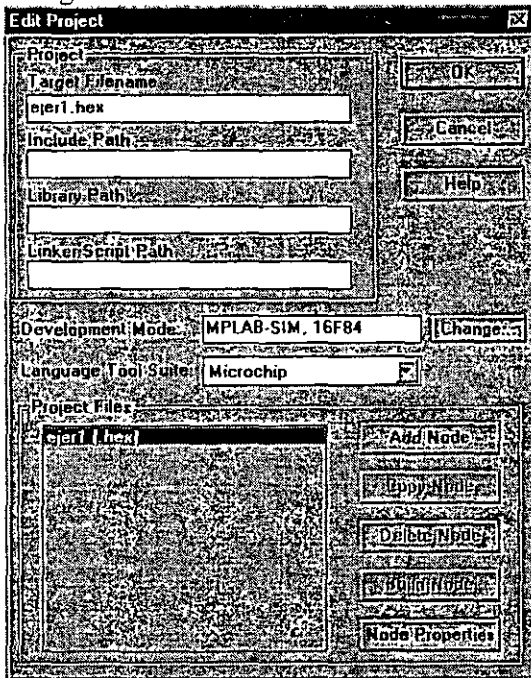 Edit Project
Project
Target Filename
ejer1.hex
Include Path
Library Path
Linker Script Path
OK
Cancel
Help
Development Mode: MPLAB-SIM, 16F84 Change...
Language Tool Suite: Microchip
Project Files
ejer1 [.hex]
Add Node...
Copy Node...
Delete Node
Build Node
Node Properties